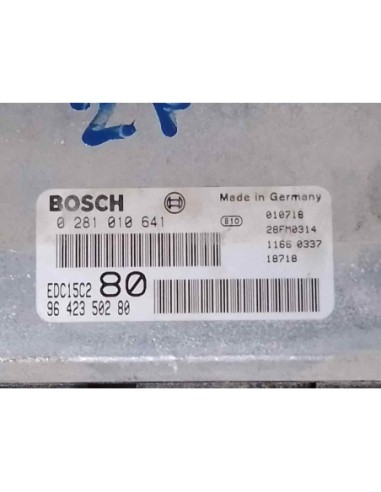 BOSCH
Made in Germany
0 281 010 641
B10
010718
28FM0314
1166 0337
18718
EDC15C2 80
96 423 502 80